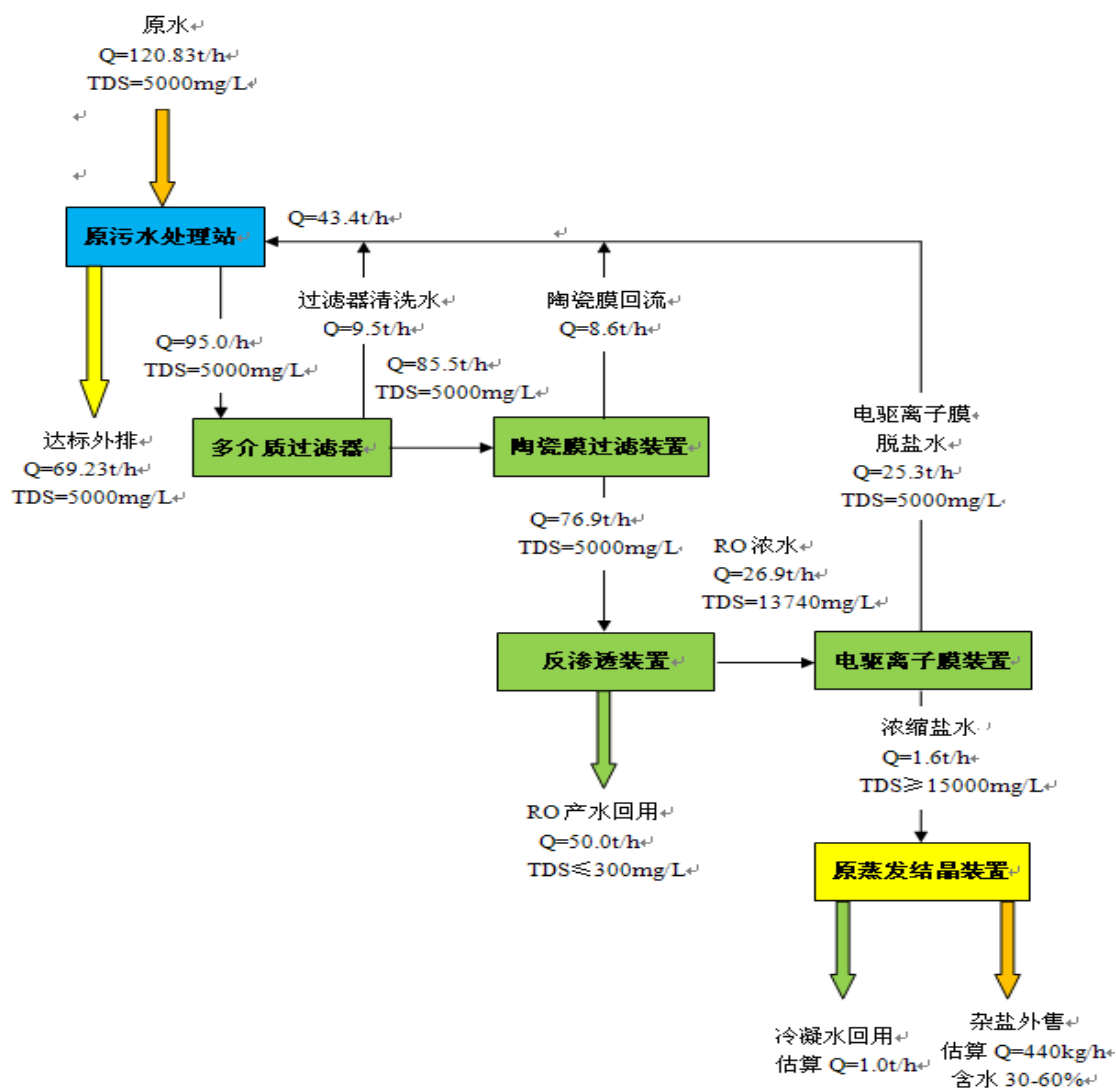 原水↵
Q=120.83t/h↵
TDS=5000mg/L↵
↵
↵
Q=43.4t/h↵
↵
原污水处理站↵
过滤器清洗水↵
Q=9.5t/h↵
陶瓷膜回流↵
Q=8.6t/h↵
Q=95.0/h↵
TDS=5000mg/L↵
Q=85.5t/h↵
TDS=5000mg/L↵
电驱离子膜↵
脱盐水↵
Q=25.3t/h↵
TDS=5000mg/L↵
达标外排↵
Q=69.23t/h↵
TDS=5000mg/L↵
多介质过滤器↵
陶瓷膜过滤装置↵
Q=76.9t/h↵
TDS=5000mg/L
RO 浓水↵
Q=26.9t/h↵
TDS=13740mg/L↵
反渗透装置↵
电驱离子膜装置↵
浓缩盐水
Q=1.6t/h↵
TDS≥15000mg/L↵
RO 产水回用↵
Q=50.0t/h↵
TDS≤300mg/L↵
原蒸发结晶装置↵
冷凝水回用↵
估算 Q=1.0t/h↵
杂盐外售↵
估算 Q=440kg/h↵
含水 30-60%↵